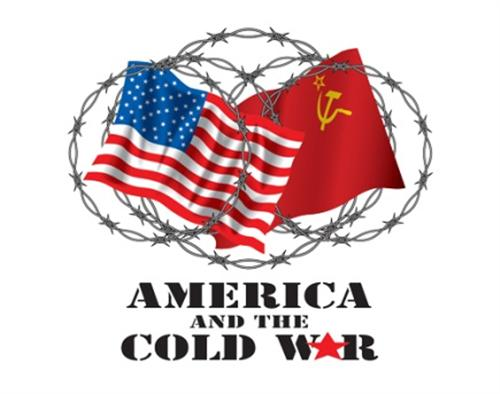 AMERICA
AND THE
COLD WAR